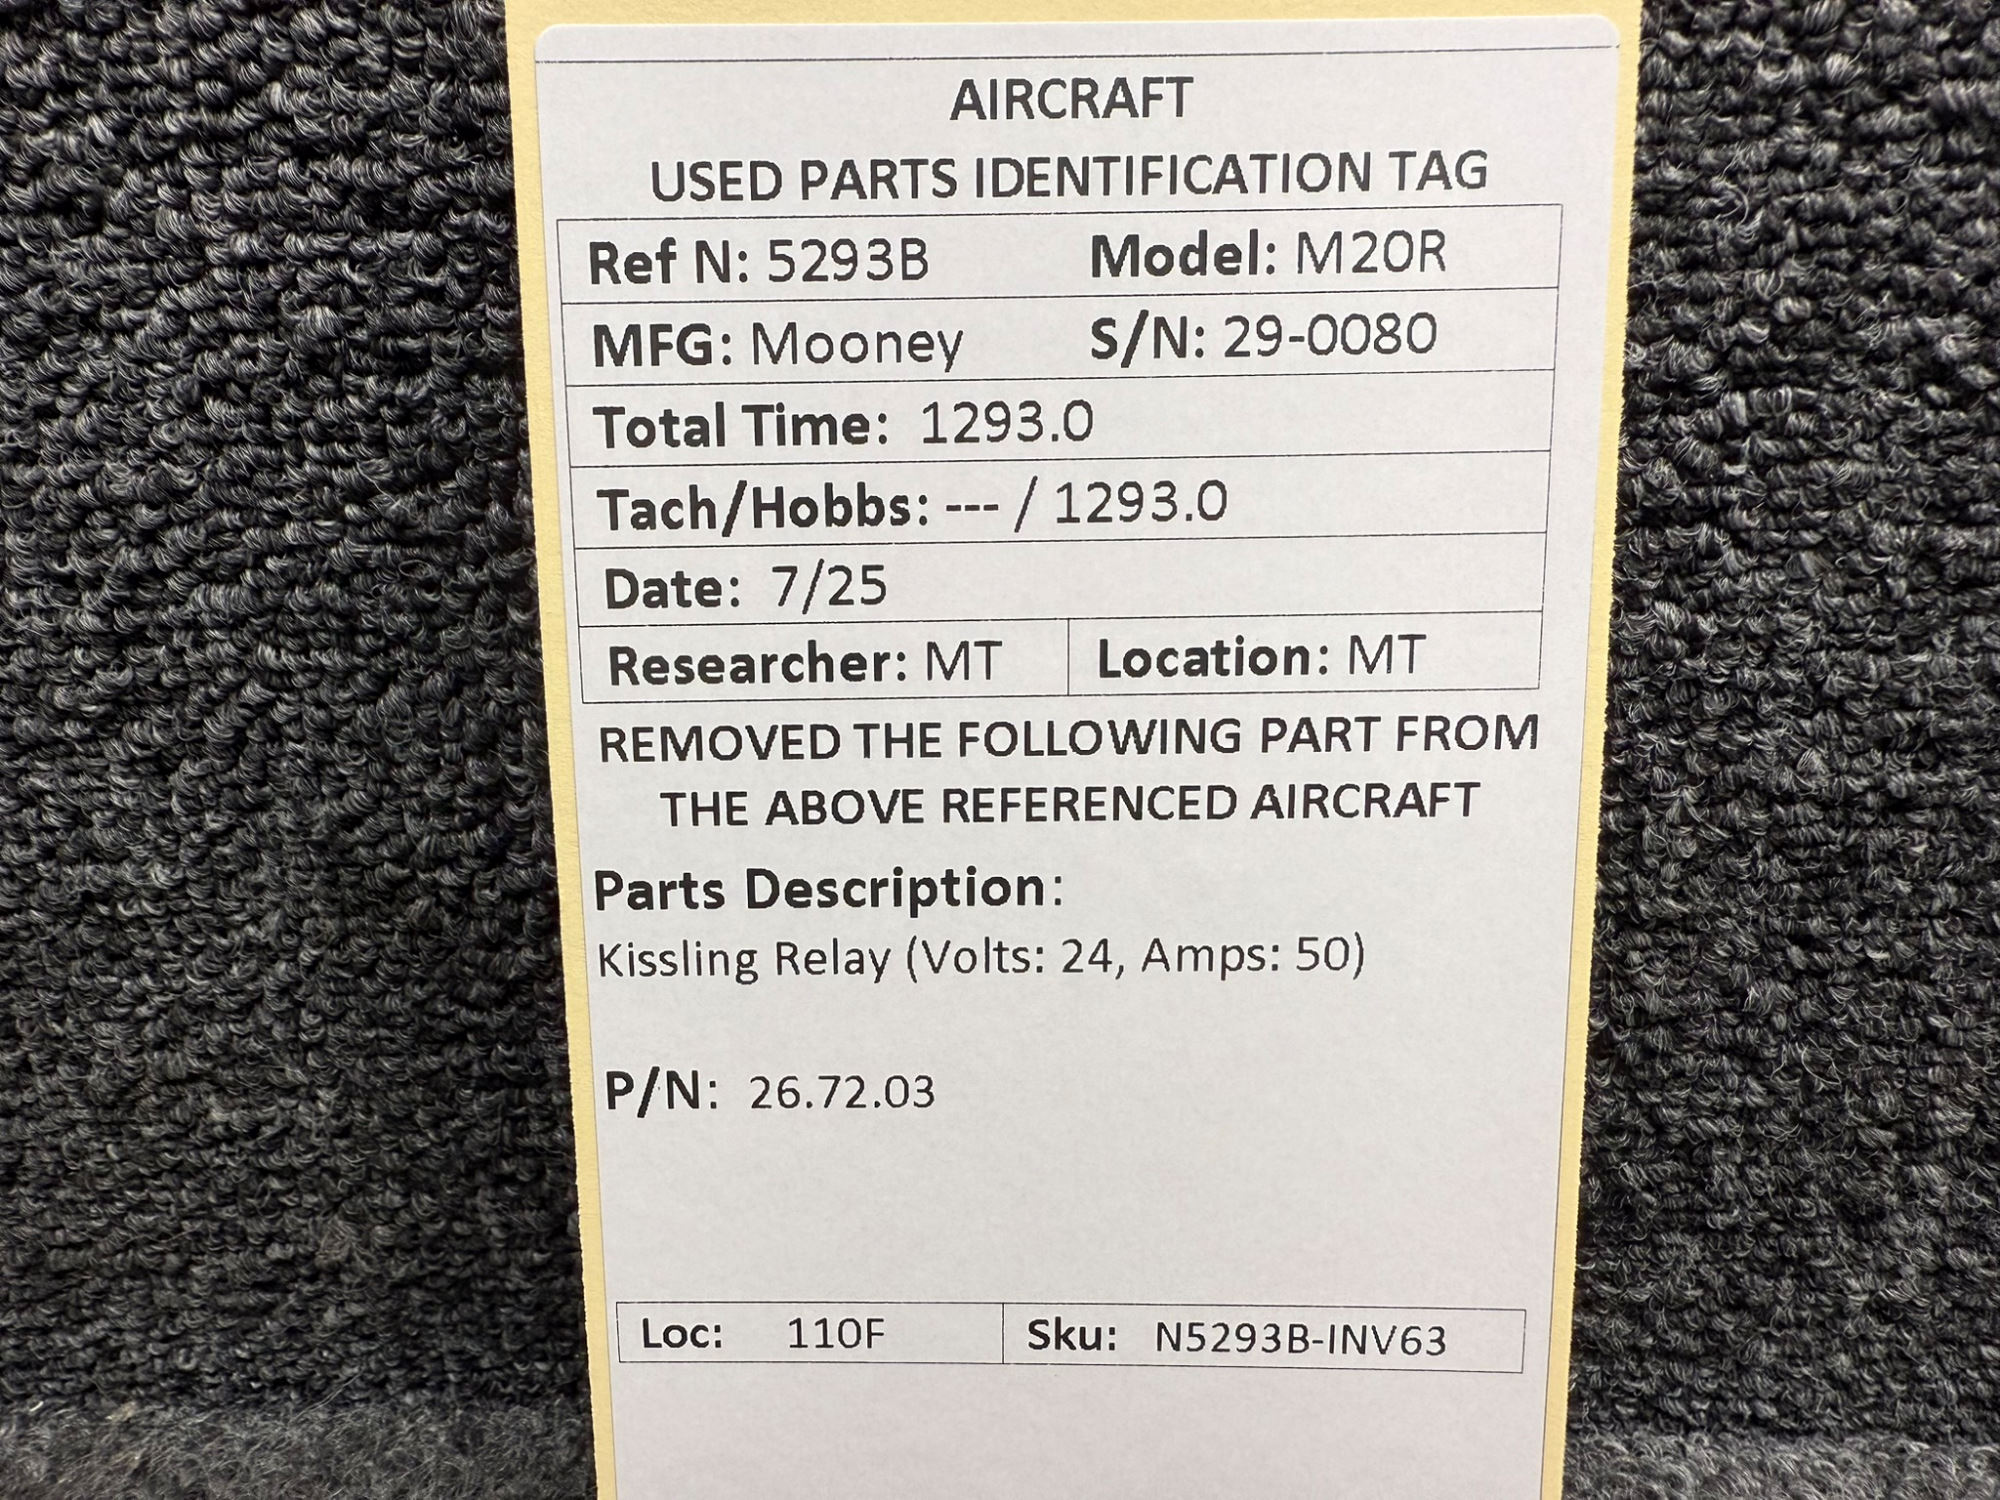 AIRCRAFT
USED PARTS IDENTIFICATION TAG
Ref N: 5293B Model: M20R
MFG: Mooney S/N: 29-0080
Total Time: 1293.0
Tach/Hobbs: --- / 1293.0
Date: 7/25
Researcher: MT Location: MT
REMOVED THE FOLLOWING PART FROM
THE ABOVE REFERENCED AIRCRAFT
Parts Description:
Kissling Relay (Volts: 24, Amps: 50)
P/N: 26.72.03
Loc: 110F Sku: N5293B-INV63